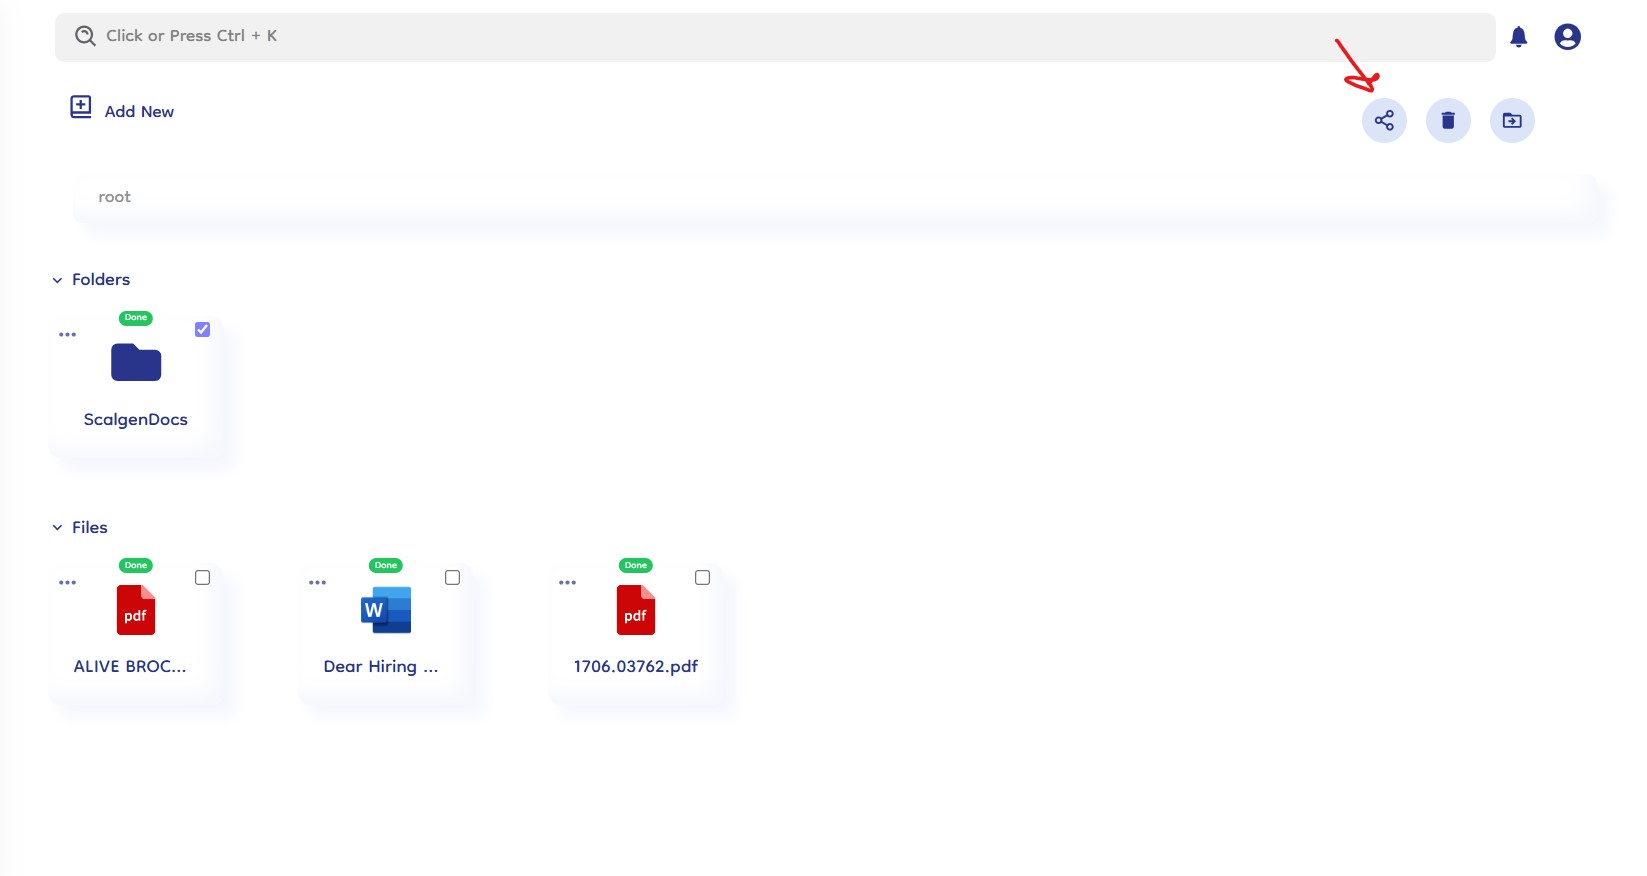 Click or Press Ctrl + K
Add New
root
Folders
Done
ScalgenDocs
Files
Done
Done
Done
pdf
W
pdf
ALIVE BROC...
Dear Hiring ...
1706.03762.pdf